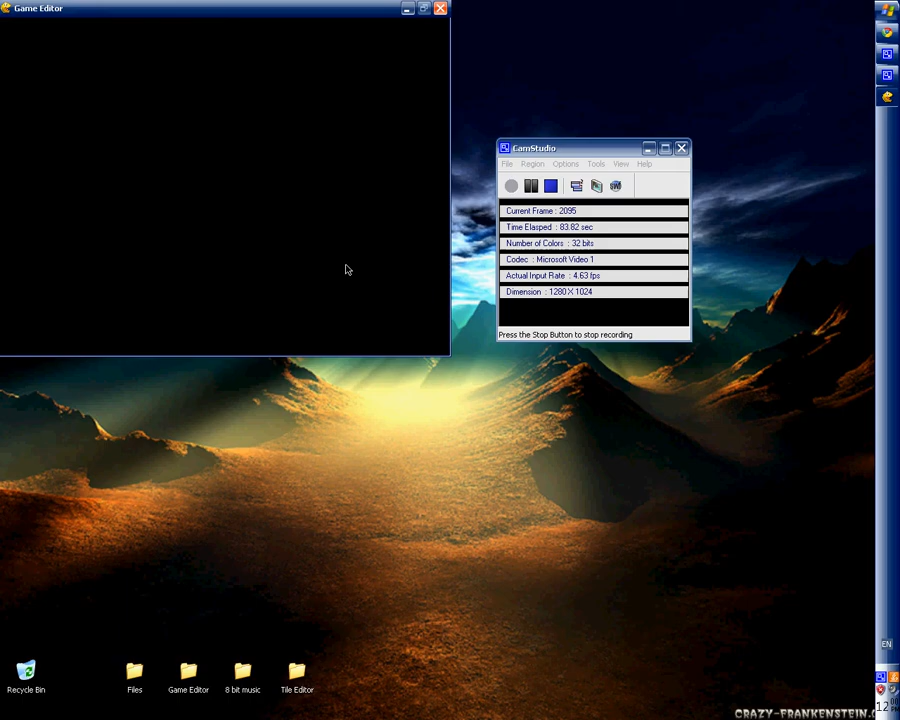 Game Editor
CamStudio
File Region Options Tools View Help
Current Frame : 2095
Time Elasped : 83.82 sec
Number of Colors : 32 bits
Codec : Microsoft Video 1
Actual Input Rate : 4.63 fps
Dimension : 1280 X 1024
Press the Stop Button to stop recording
EN
Recycle Bin
Files
Game Editor
8 bit music
Tile Editor
12
CRAZY-FRANKENSTEIN.C